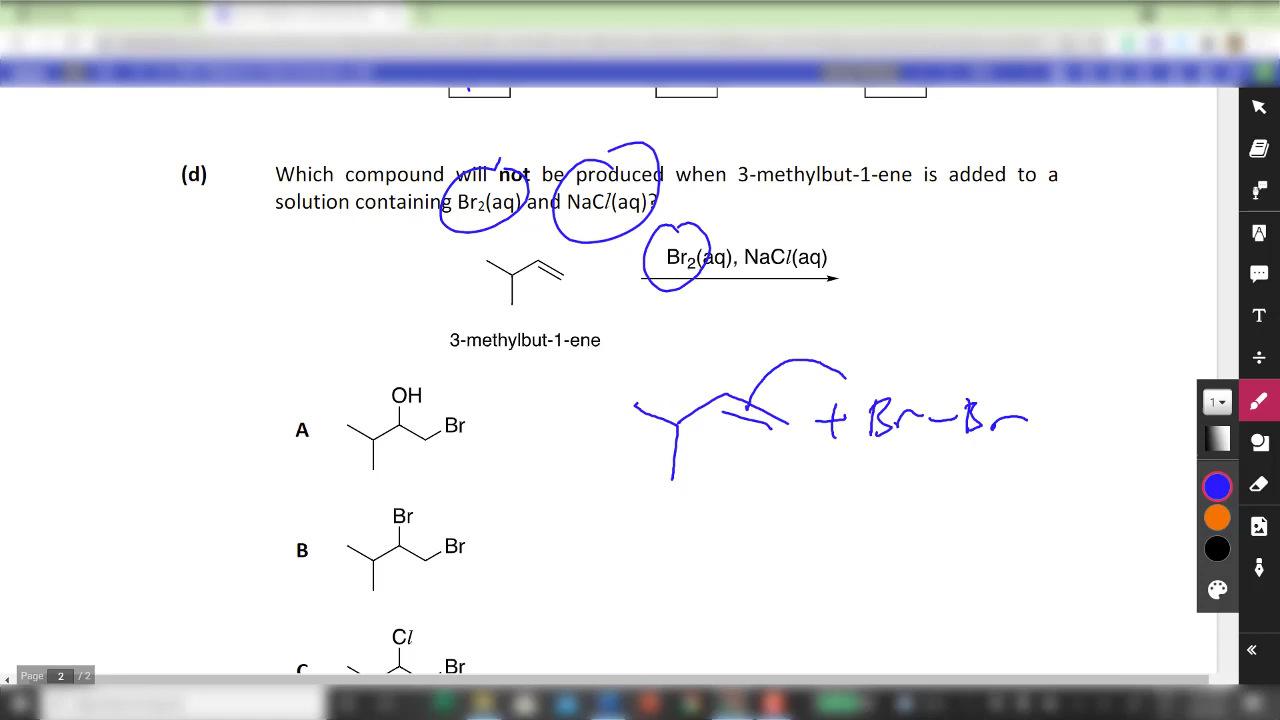 (d) Which compound will not be produced when 3-methylbut-1-ene is added to a
solution containing Br₂(aq) and NaCl(aq)?
Br₂(aq), NaCl(aq)
3-methylbut-1-ene
OH
A Br
+ Br-Br
Br
B Br
Cl
C Br
T
1
Page 2 / 2